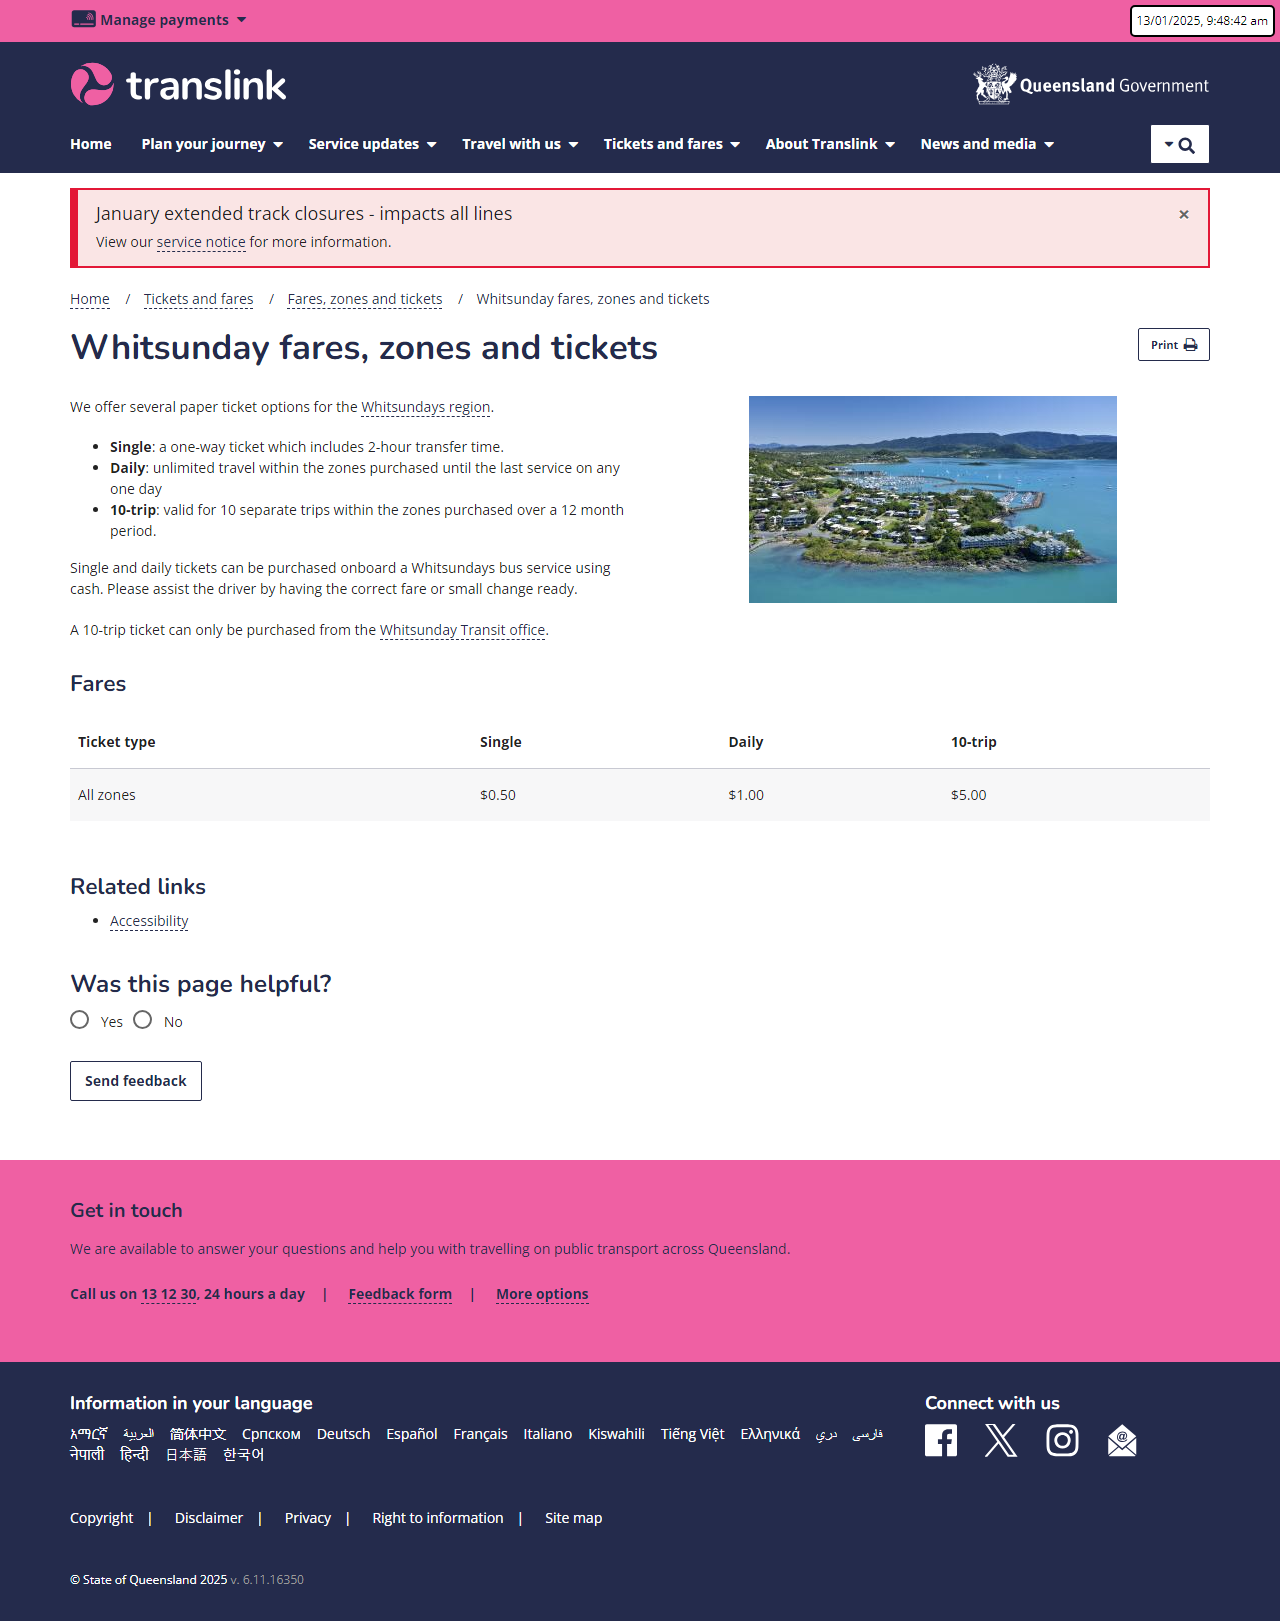 Manage payments
13/01/2025, 9:48:42 am
translink
Queensland Government
Home Plan your journey Service updates Travel with us Tickets and fares About Translink News and media
January extended track closures - impacts all lines
×
View our service notice for more information.
Home / Tickets and fares / Fares, zones and tickets / Whitsunday fares, zones and tickets
Whitsunday fares, zones and tickets
Print
We offer several paper ticket options for the Whitsundays region.
• Single: a one-way ticket which includes 2-hour transfer time.
• Daily: unlimited travel within the zones purchased until the last service on any
one day
• 10-trip: valid for 10 separate trips within the zones purchased over a 12 month
period.
Single and daily tickets can be purchased onboard a Whitsundays bus service using
cash. Please assist the driver by having the correct fare or small change ready.
A 10-trip ticket can only be purchased from the Whitsunday Transit office.
Fares
Ticket type Single Daily 10-trip
All zones $0.50 $1.00 $5.00
Related links
• Accessibility
Was this page helpful?
Yes No
Send feedback
Get in touch
We are available to answer your questions and help you with travelling on public transport across Queensland.
Call us on 13 12 30, 24 hours a day | Feedback form | More options
Information in your language
አማርኛ العربية 简体中文 Српском Deutsch Español Français Italiano Kiswahili Tiếng Việt Ελληνικά دري فارسی
नेपाली हिन्दी 日本語 한국어
Connect with us
Copyright | Disclaimer | Privacy | Right to information | Site map
© State of Queensland 2025 v. 6.11.16350